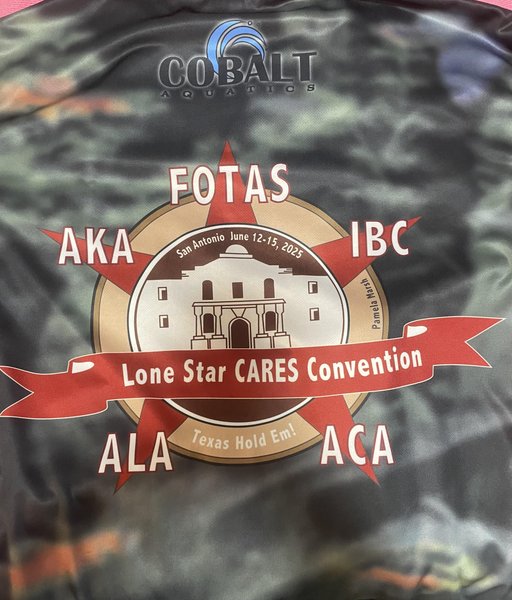 COBALT
AQUATICS
FOTAS
AKA
IBC
San Antonio June 12-15, 2025
Pamela Marsh
Lone Star CARES Convention
Texas Hold Em!
ALA
ACA